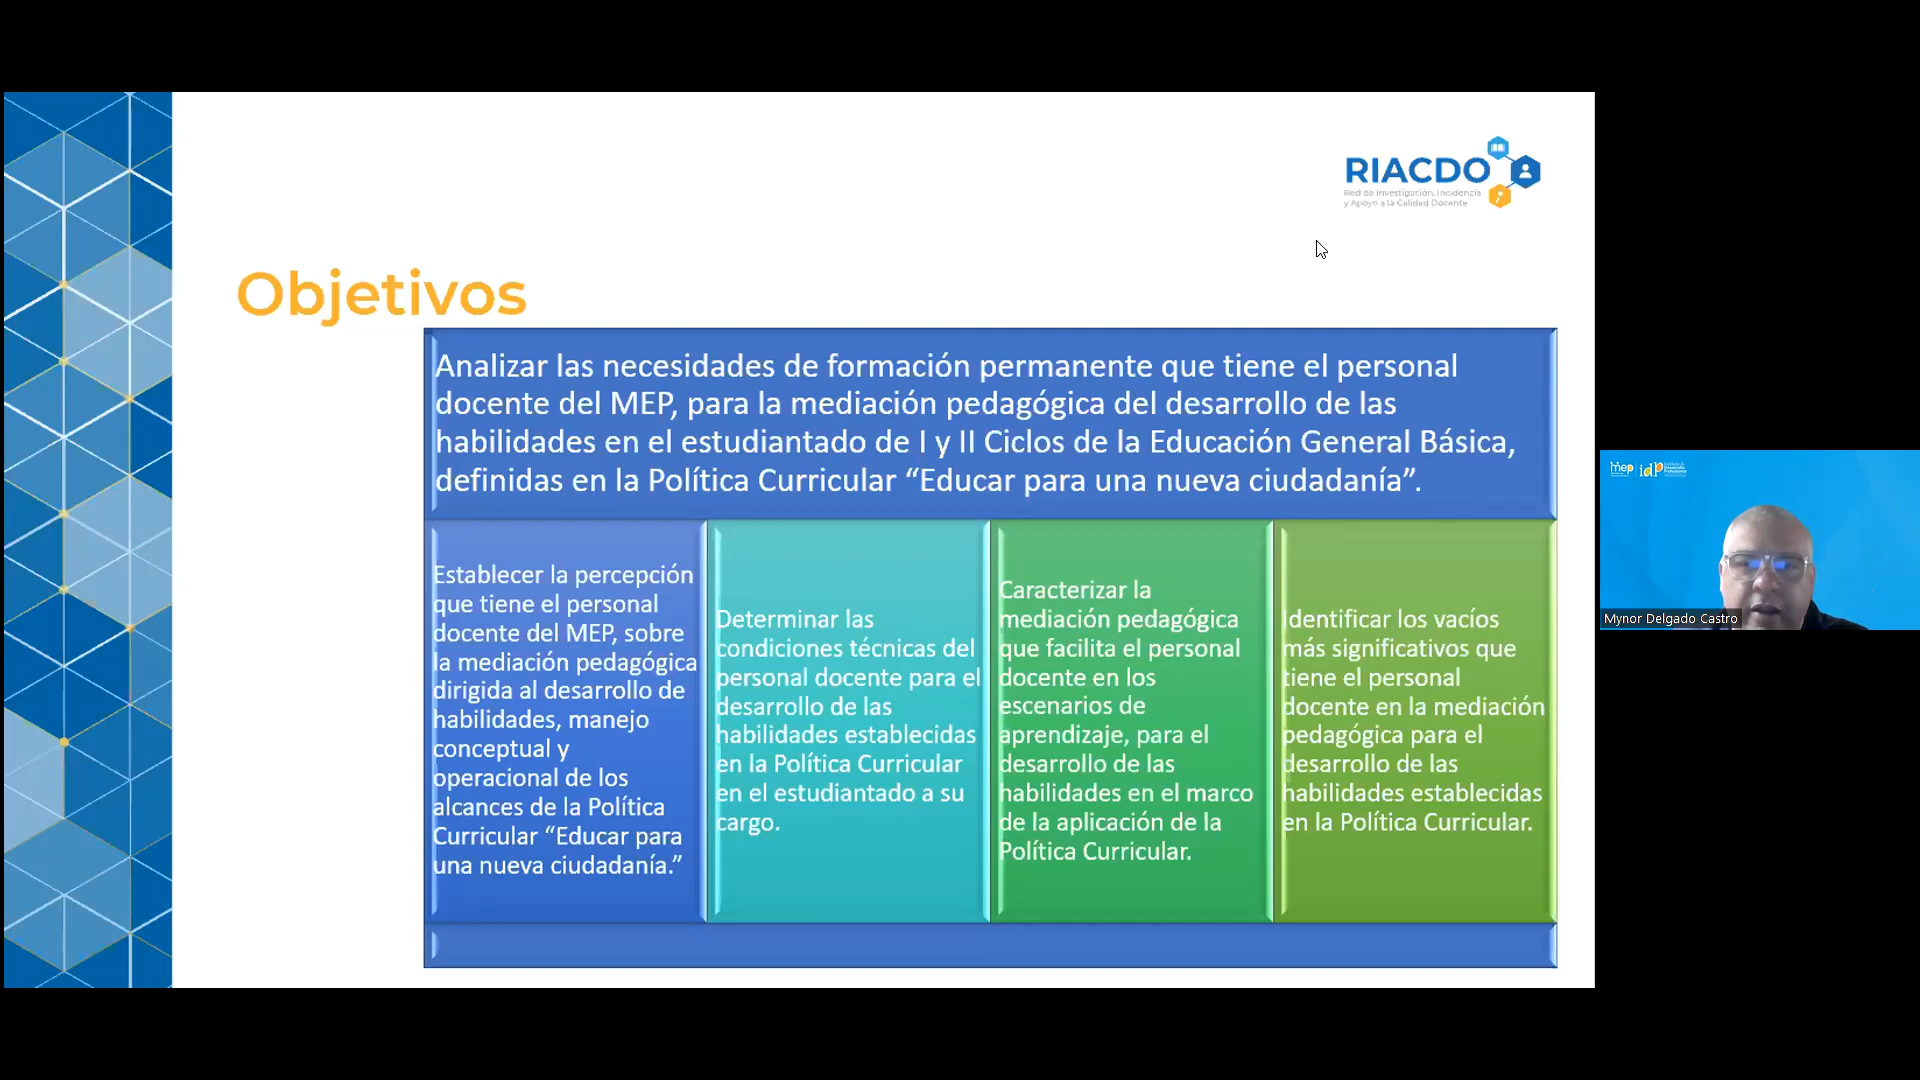 RIACDO
Red de Investigación, Incidencia
y Apoyo a la Calidad Docente
Objetivos
Analizar las necesidades de formación permanente que tiene el personal
docente del MEP, para la mediación pedagógica del desarrollo de las
habilidades en el estudiantado de I y II Ciclos de la Educación General Básica,
definidas en la Política Curricular “Educar para una nueva ciudadanía”.
Establecer la percepción
que tiene el personal
docente del MEP, sobre
la mediación pedagógica
dirigida al desarrollo de
habilidades, manejo
conceptual y
operacional de los
alcances de la Política
Curricular “Educar para
una nueva ciudadanía.”
Determinar las
condiciones técnicas del
personal docente para el
desarrollo de las
habilidades establecidas
en la Política Curricular
en el estudiantado a su
cargo.
Caracterizar la
mediación pedagógica
que facilita el personal
docente en los
escenarios de
aprendizaje, para el
desarrollo de las
habilidades en el marco
de la aplicación de la
Política Curricular.
Identificar los vacíos
más significativos que
tiene el personal
docente en la mediación
pedagógica para el
desarrollo de las
habilidades establecidas
en la Política Curricular.
mep idp
Mynor Delgado Castro